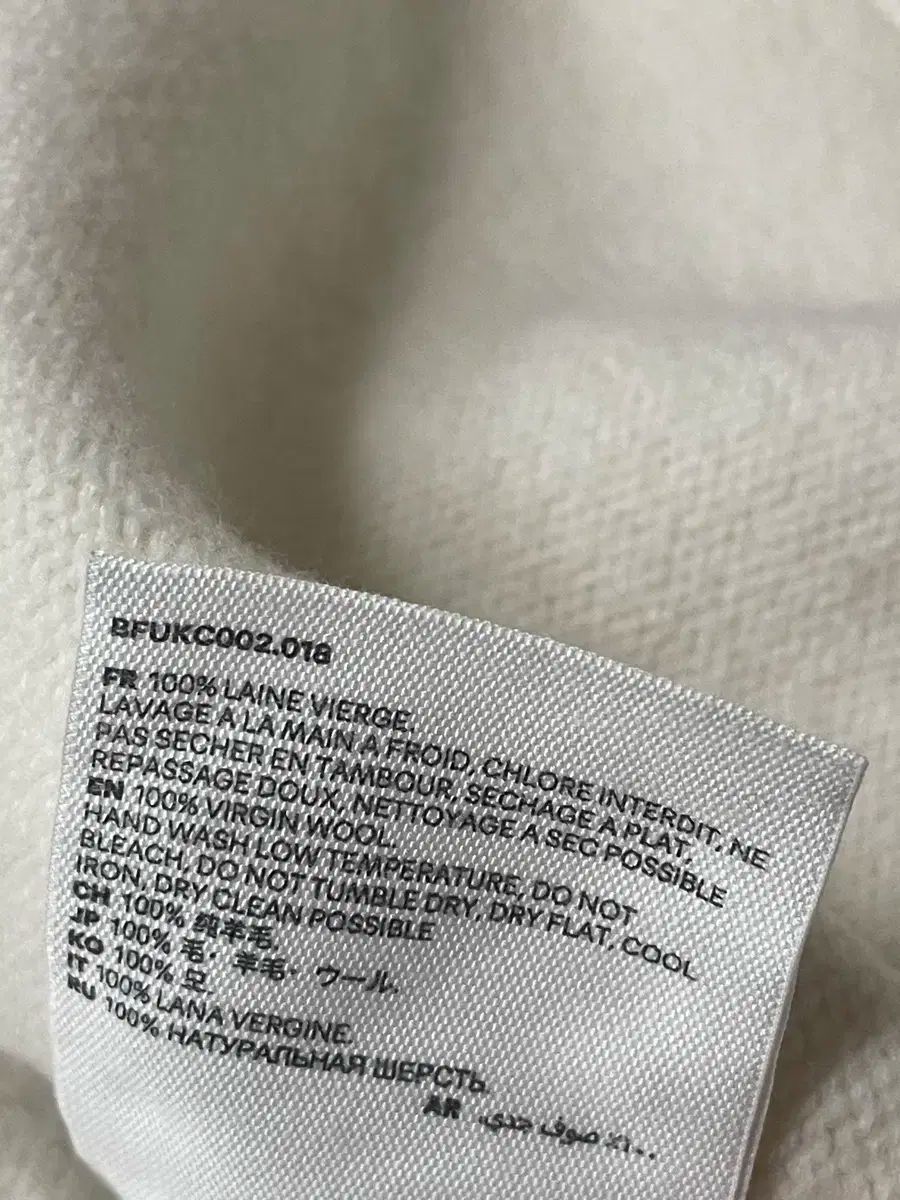 BFUKC002.018
FR 100% LAINE VIERGE.
LAVAGE A LA MAIN A FROID, CHLORE INTERDIT, NE
PAS SECHER EN TAMBOUR, SECHAGE A PLAT,
REPASSAGE DOUX, NETTOYAGE A SEC POSSIBLE
EN 100% VIRGIN WOOL.
HAND WASH LOW TEMPERATURE, DO NOT
BLEACH, DO NOT TUMBLE DRY, DRY FLAT, COOL
IRON, DRY CLEAN POSSIBLE
CH 100% 纯羊毛.
JP 100% 毛・羊毛・ウール.
KO 100% 모.
IT 100% LANA VERGINE.
RU 100% НАТУРАЛЬНАЯ ШЕРСТЬ
AR صوف جدي.